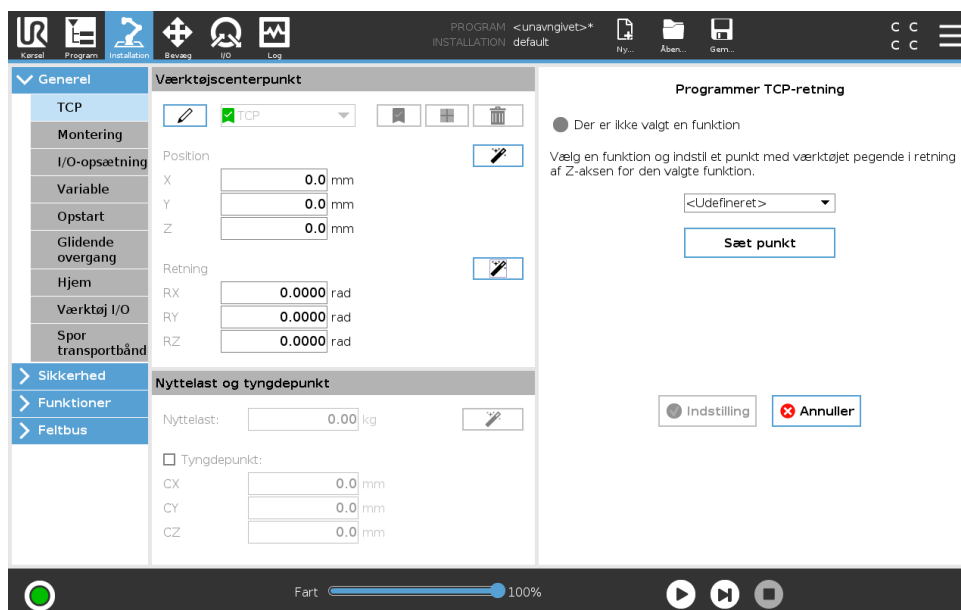 UR
PROGRAM <unavngivet>*
INSTALLATION default
Kørsel
Program
Installation
Bevæg
I/O
Log
Ny...
Åben...
Gem...
C C
C C
Generel
TCP
Montering
I/O-opsætning
Variable
Opstart
Glidende
overgang
Hjem
Værktøj I/O
Spor
transportbånd
Sikkerhed
Funktioner
Feltbus
Værktøjscenterpunkt
TCP
Position
X 0.0 mm
Y 0.0 mm
Z 0.0 mm
Retning
RX 0.0000 rad
RY 0.0000 rad
RZ 0.0000 rad
Nyttelast og tyngdepunkt
Nyttelast: 0.00 kg
Tyngdepunkt:
CX 0.0 mm
CY 0.0 mm
CZ 0.0 mm
Programmer TCP-retning
Der er ikke valgt en funktion
Vælg en funktion og indstil et punkt med værktøjet pegende i retning
af Z-aksen for den valgte funktion.
<Udefineret>
Sæt punkt
Indstilling
Annuller
Fart 100%